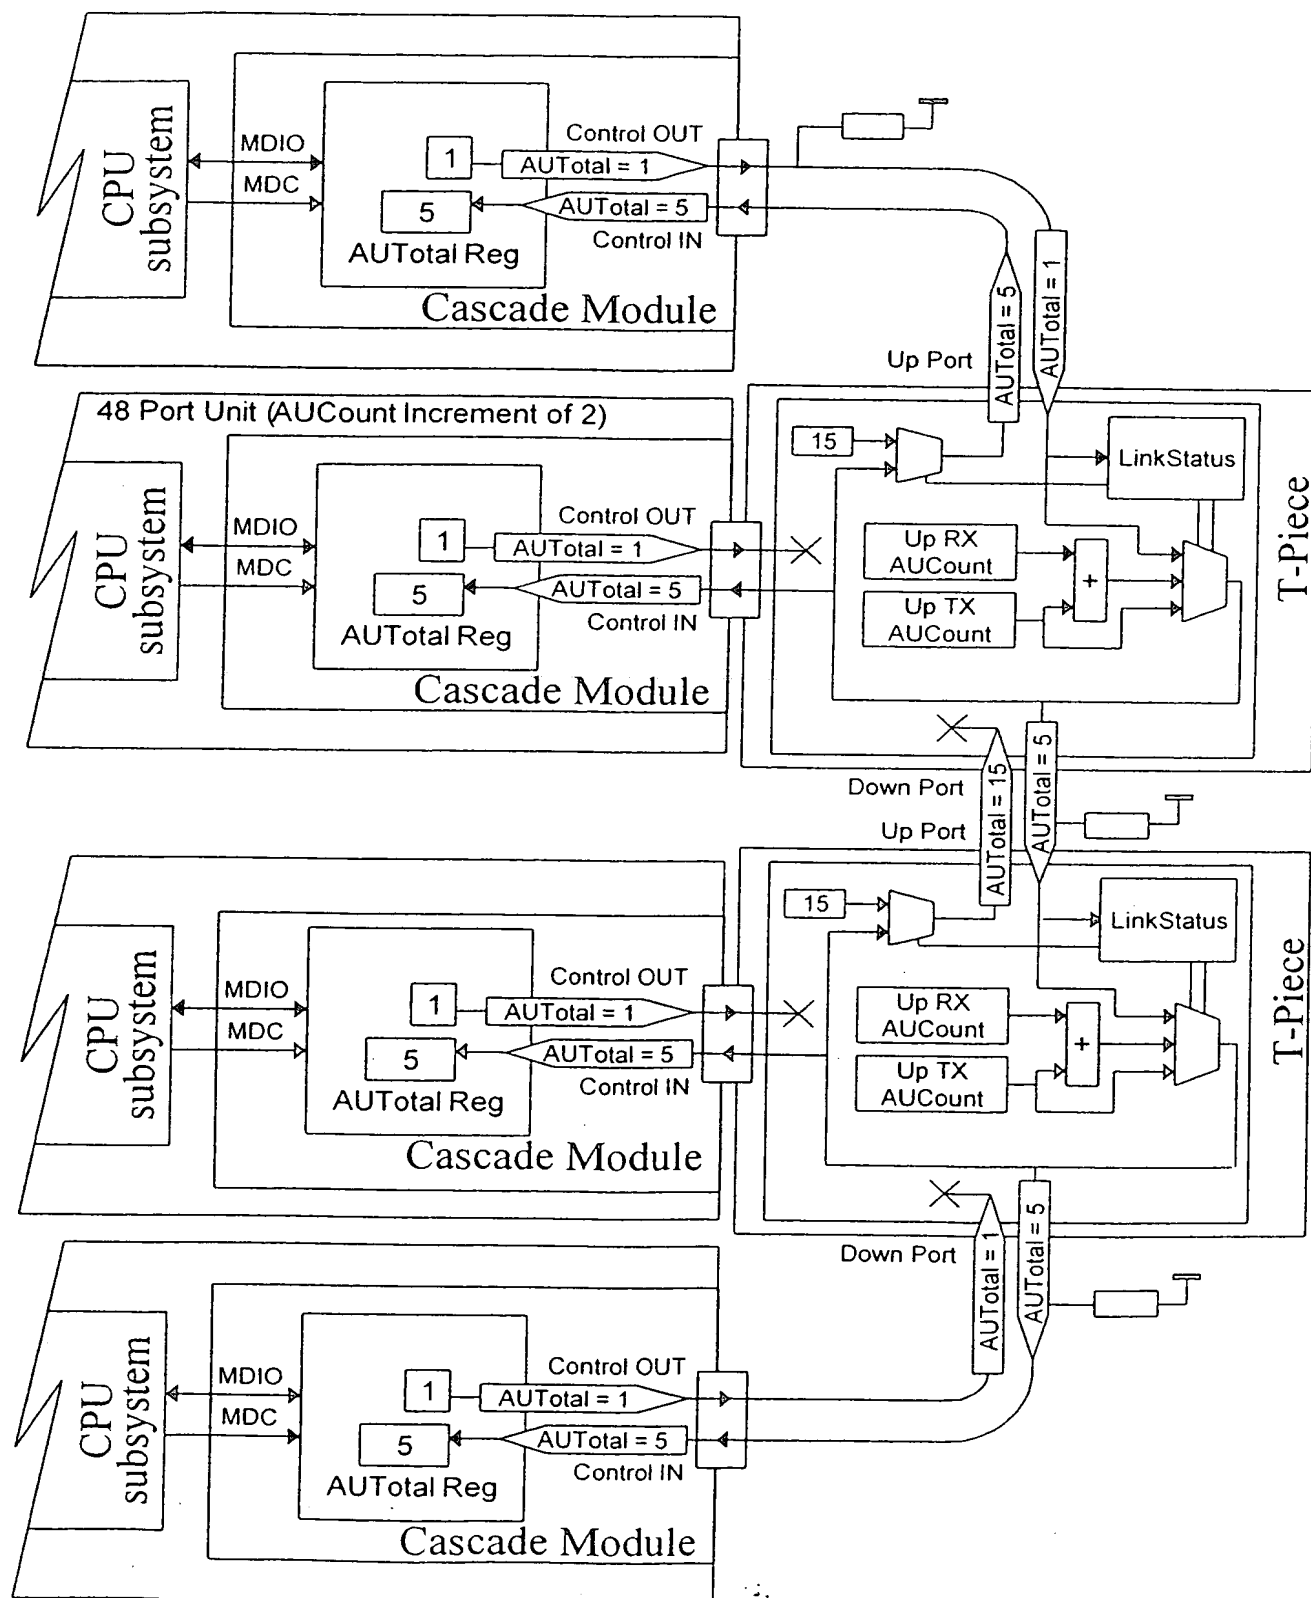 Control OUT
MDIO
1
AUTotal = 1
CPU
subsystem
MDC
5
AUTotal = 5
AUTotal Reg
Control IN
Cascade Module
AUTotal = 5
AUTotal = 1
Up Port
48 Port Unit (AUCount Increment of 2)
15
LinkStatus
T-Piece
Control OUT
MDIO
1
AUTotal = 1
CPU
subsystem
MDC
5
AUTotal = 5
AUTotal Reg
Control IN
Cascade Module
Up RX
AUCount
+
Up TX
AUCount
Down Port
AUTotal = 15
AUTotal = 5
Up Port
15
LinkStatus
T-Piece
Control OUT
MDIO
1
AUTotal = 1
CPU
subsystem
MDC
5
AUTotal = 5
AUTotal Reg
Control IN
Cascade Module
Up RX
AUCount
+
Up TX
AUCount
Down Port
AUTotal = 1
AUTotal = 5
Control OUT
MDIO
1
AUTotal = 1
CPU
subsystem
MDC
5
AUTotal = 5
AUTotal Reg
Control IN
Cascade Module